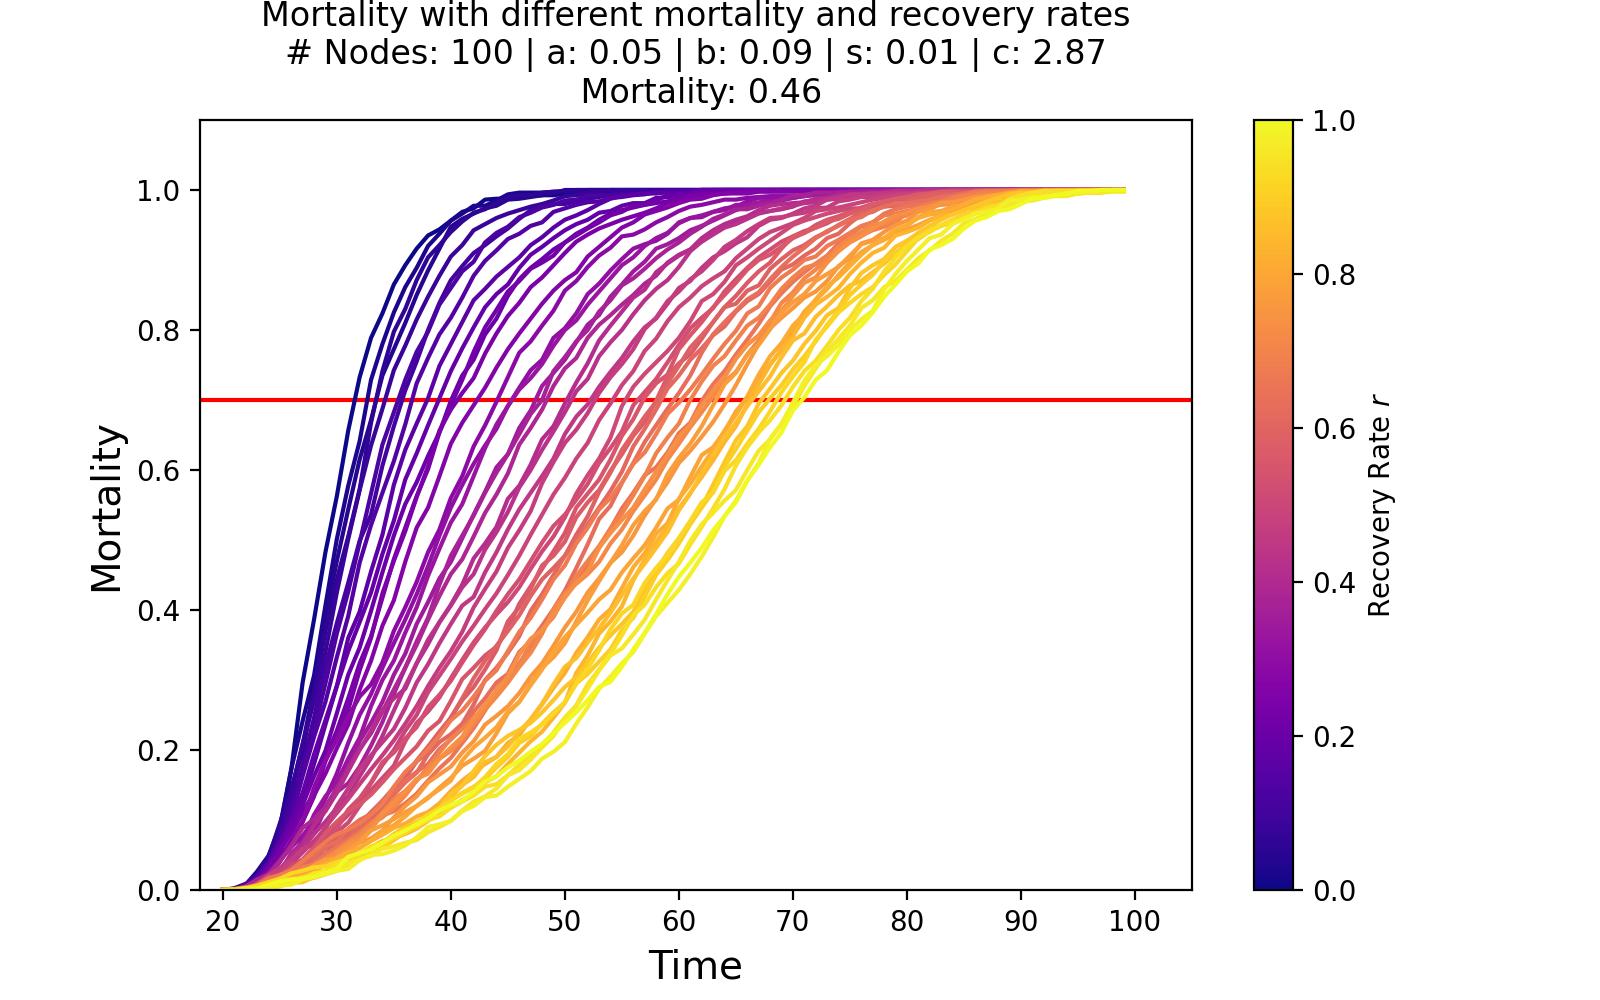 Mortality with different mortality and recovery rates
# Nodes: 100 | a: 0.05 | b: 0.09 | s: 0.01 | c: 2.87
Mortality: 0.46
Mortality
1.0
0.8
0.6
0.4
0.2
0.0
20 30 40 50 60 70 80 90 100
Time
1.0
0.8
0.6
0.4
0.2
0.0
Recovery Rate r